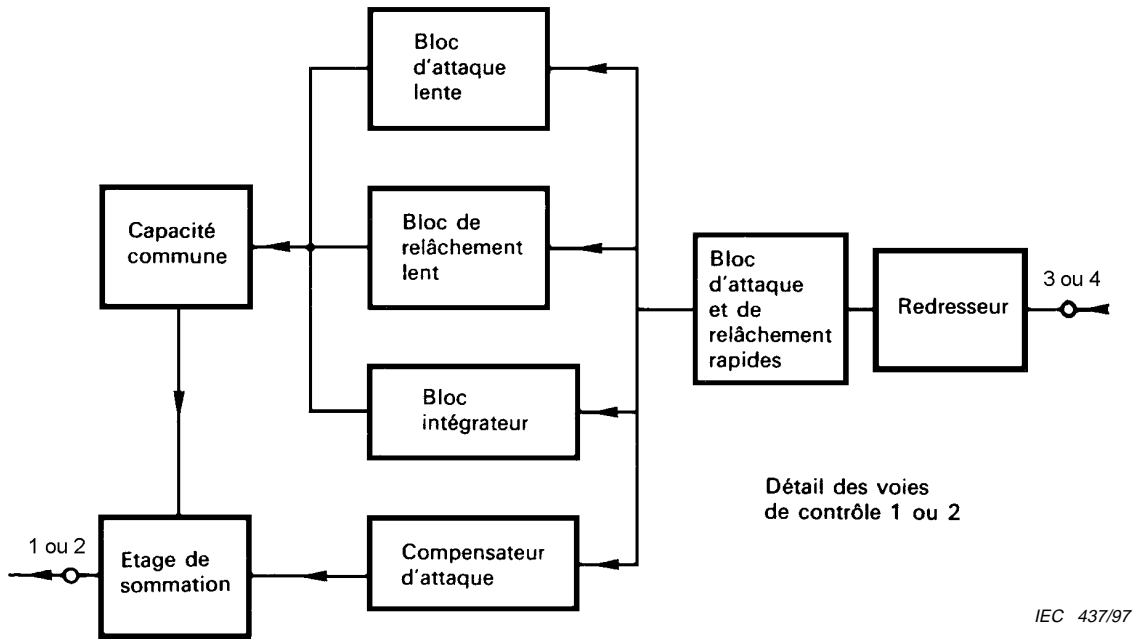 Bloc
d'attaque
lente
Capacité
commune
Bloc de
relâchement
lent
Bloc
d'attaque
et de
relâchement
rapides
Redresseur
3 ou 4
Bloc
intégrateur
Détail des voies
de contrôle 1 ou 2
1 ou 2
Etage de
sommation
Compensateur
d'attaque
IEC 437/97